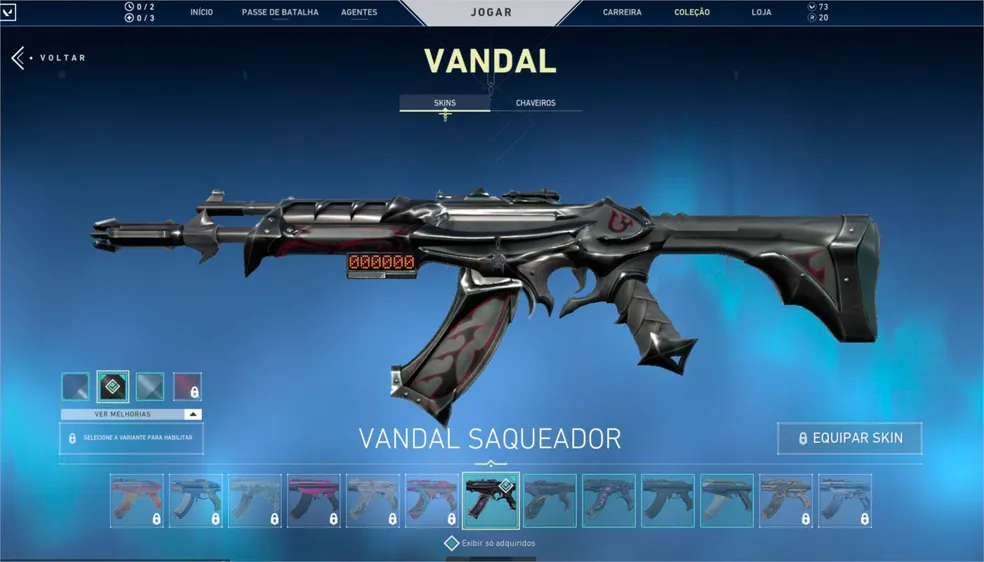 0 / 2
0 / 3
INÍCIO
PASSE DE BATALHA
AGENTES
JOGAR
CARREIRA
COLEÇÃO
LOJA
73
20
VOLTAR
VANDAL
SKINS
CHAVEIROS
000000
VER MELHORIAS
SELECIONE A VARIANTE PARA HABILITAR
VANDAL SAQUEADOR
EQUIPAR SKIN
Exibir só adquiridos